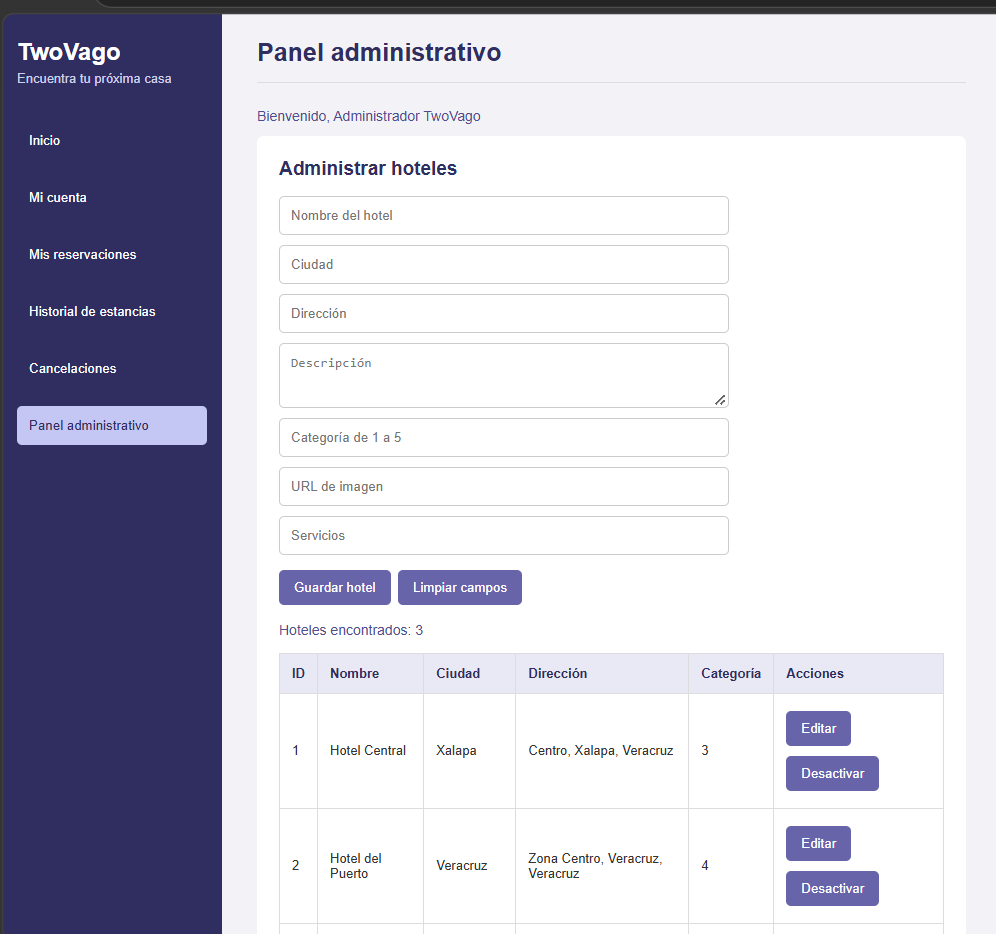 TwoVago
Encuentra tu próxima casa
Inicio
Mi cuenta
Mis reservaciones
Historial de estancias
Cancelaciones
Panel administrativo
Panel administrativo
Bienvenido, Administrador TwoVago
Administrar hoteles
Nombre del hotel
Ciudad
Dirección
Descripción
Categoría de 1 a 5
URL de imagen
Servicios
Guardar hotel Limpiar campos
Hoteles encontrados: 3
ID Nombre Ciudad Dirección Categoría Acciones
1 Hotel Central Xalapa Centro, Xalapa, Veracruz 3 Editar
Desactivar
2 Hotel del Puerto Veracruz Zona Centro, Veracruz, Veracruz 4 Editar
Desactivar